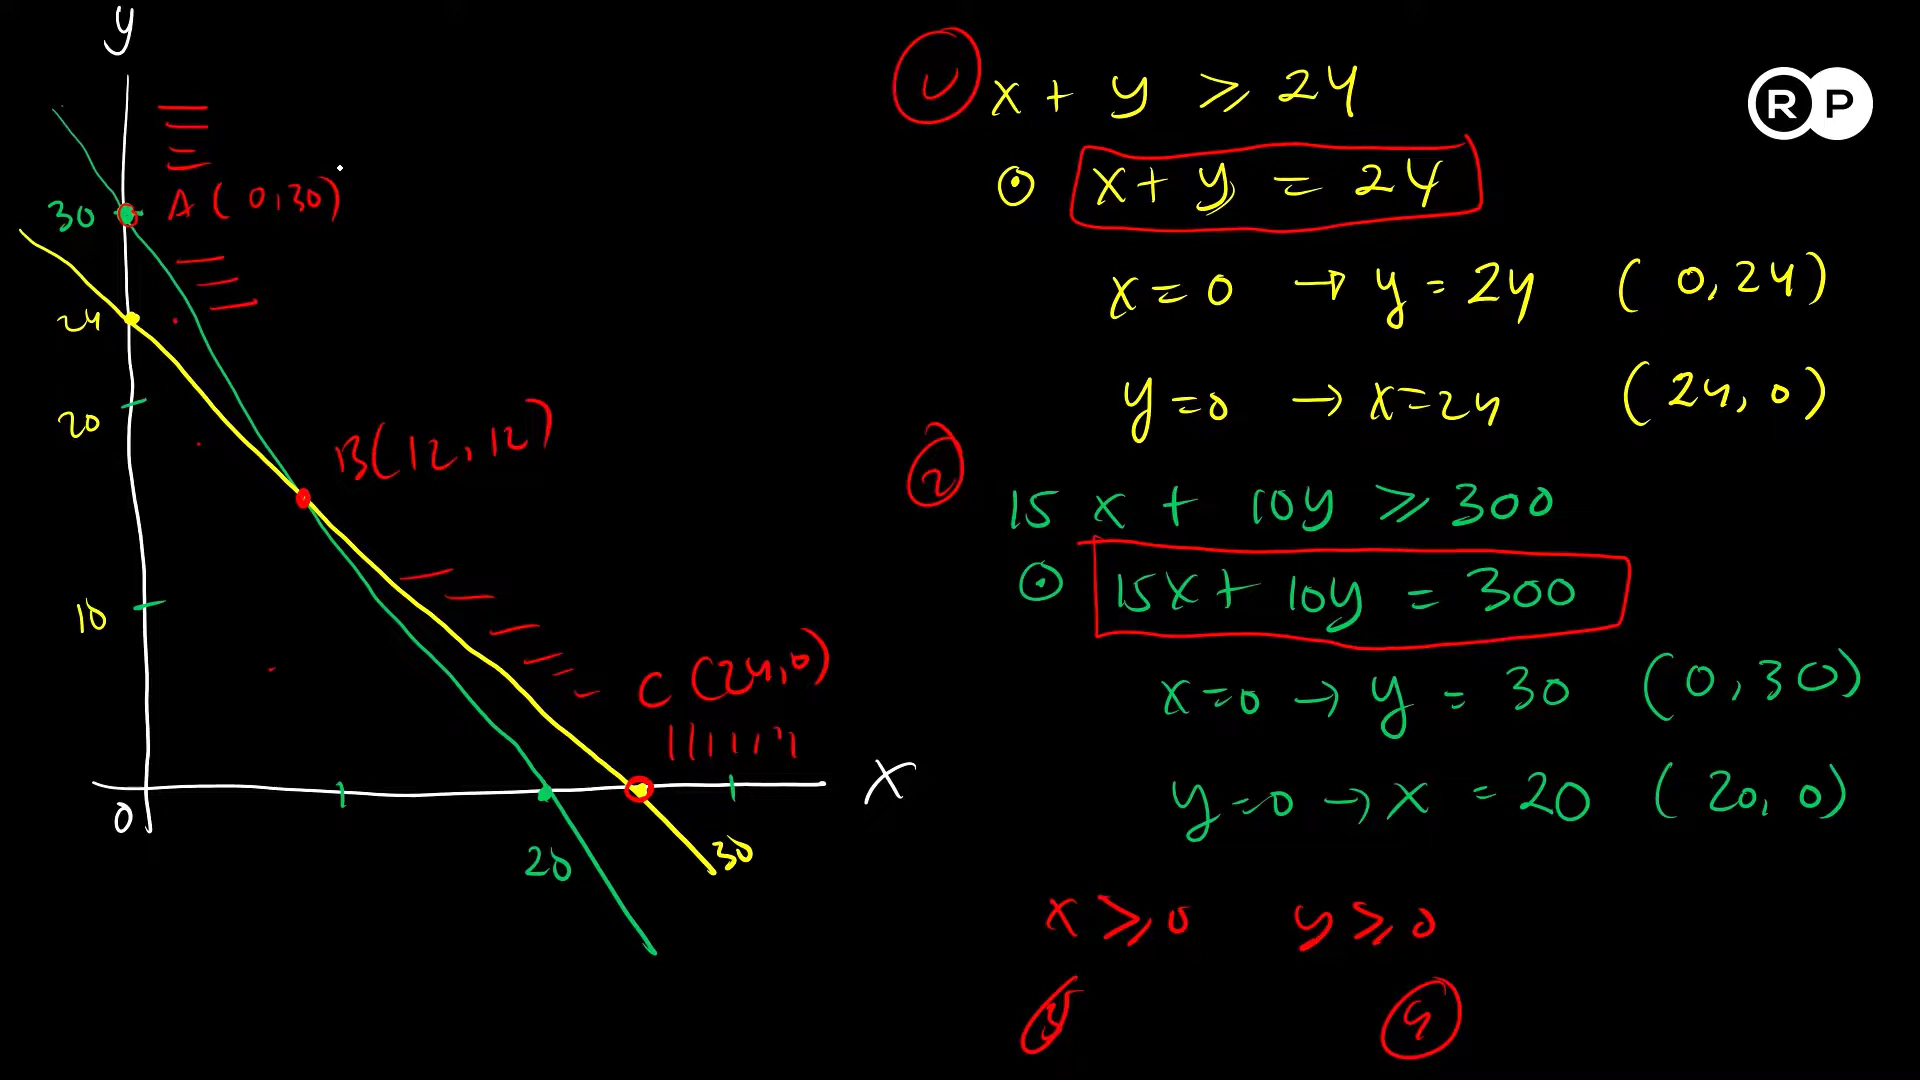 y
30
A(0,30)
24
20
B(12,12)
10
C(24,0)
0
20
30
x
1
x + y ≥ 24
x + y = 24
x=0 → y = 24 (0,24)
y=0 → x=24 (24,0)
2
15x + 10y ≥ 300
15x + 10y = 300
x=0 → y = 30 (0,30)
y=0 → x = 20 (20,0)
x ≥ 0 y ≥ 0
3 4
RP